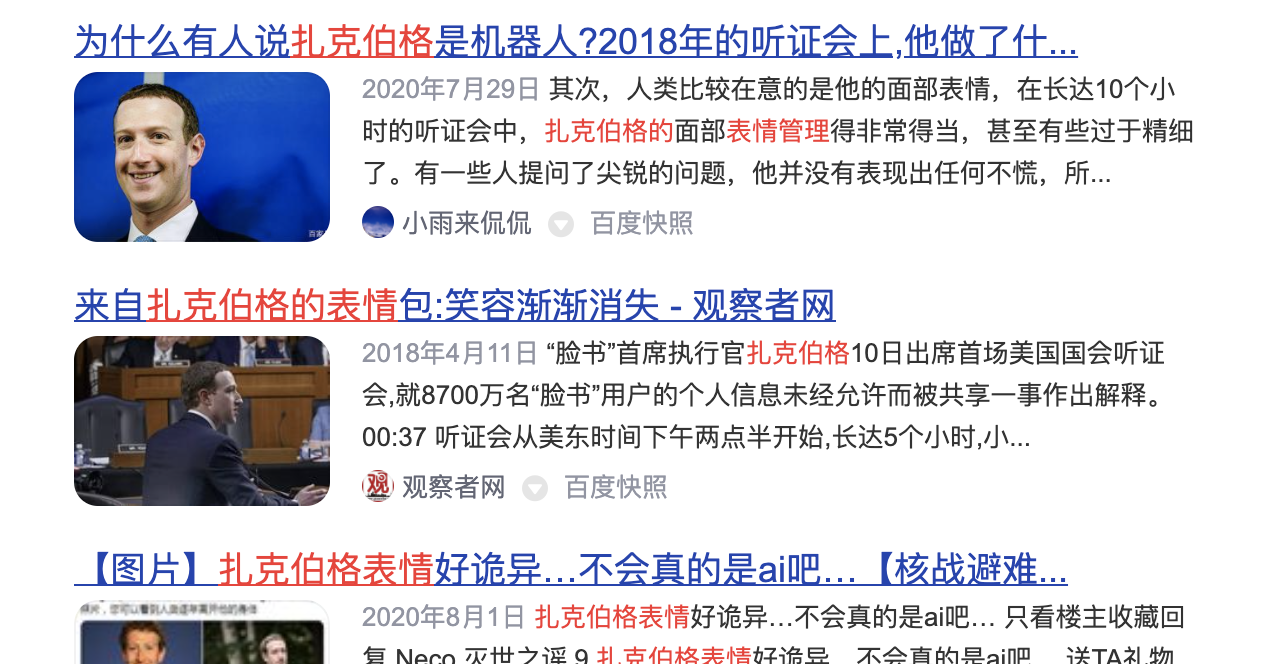 为什么有人说扎克伯格是机器人?2018年的听证会上,他做了什...
2020年7月29日 其次，人类比较在意的是他的面部表情，在长达10个小
时的听证会中，扎克伯格的面部表情管理得非常得当，甚至有些过于精细
了。有一些人提问了尖锐的问题，他并没有表现出任何不慌，所...
小雨来侃侃 百度快照
来自扎克伯格的表情包:笑容渐渐消失 - 观察者网
2018年4月11日 “脸书”首席执行官扎克伯格10日出席首场美国国会听证
会,就8700万名“脸书”用户的个人信息未经允许而被共享一事作出解释。
00:37 听证会从美东时间下午两点半开始,长达5个小时,小...
观
观察者网 百度快照
【图片】扎克伯格表情好诡异…不会真的是ai吧…【核战避难...
2020年8月1日 扎克伯格表情好诡异…不会真的是ai吧… 只看楼主收藏回
复 Neco 灭世之谣 9 扎克伯格表情好诡异…不会真的是ai吧… 送TA礼物